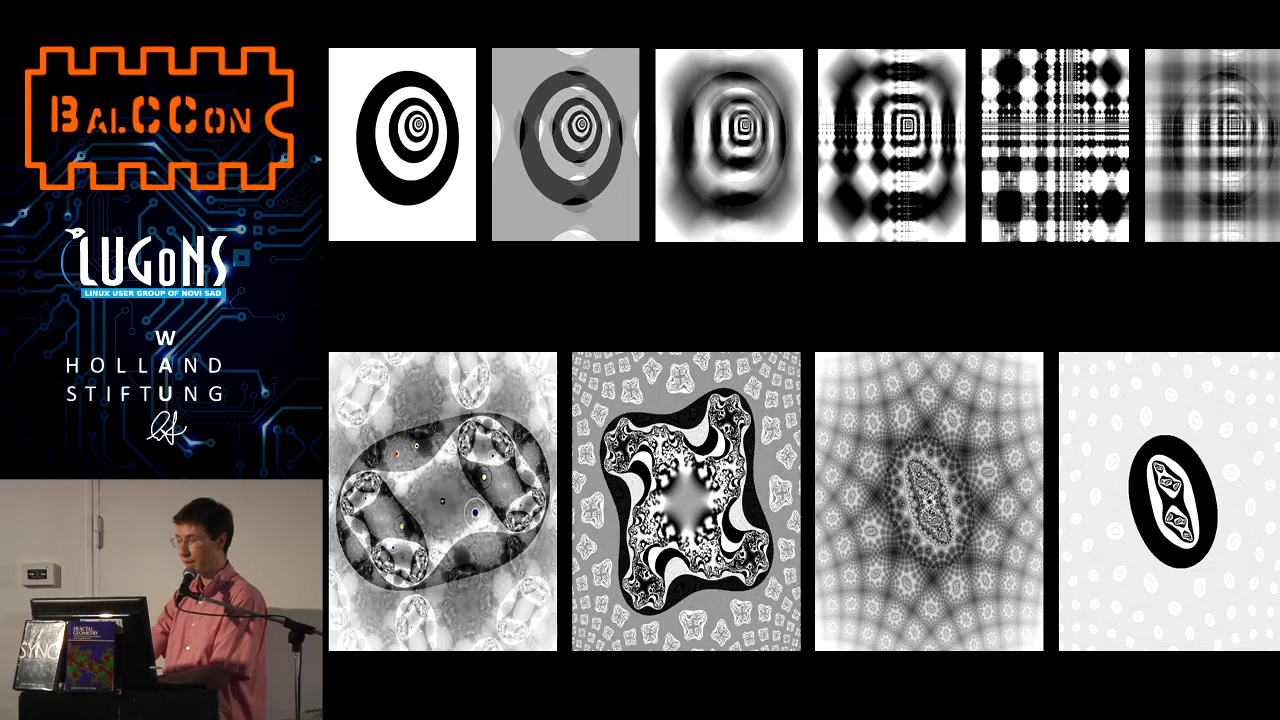 BALCCON
LUGONS
LINUX USER GROUP OF NOVI SAD
W
HOLLAND
STIFTUNG
SYNC
FRACTAL
GEOMETRY